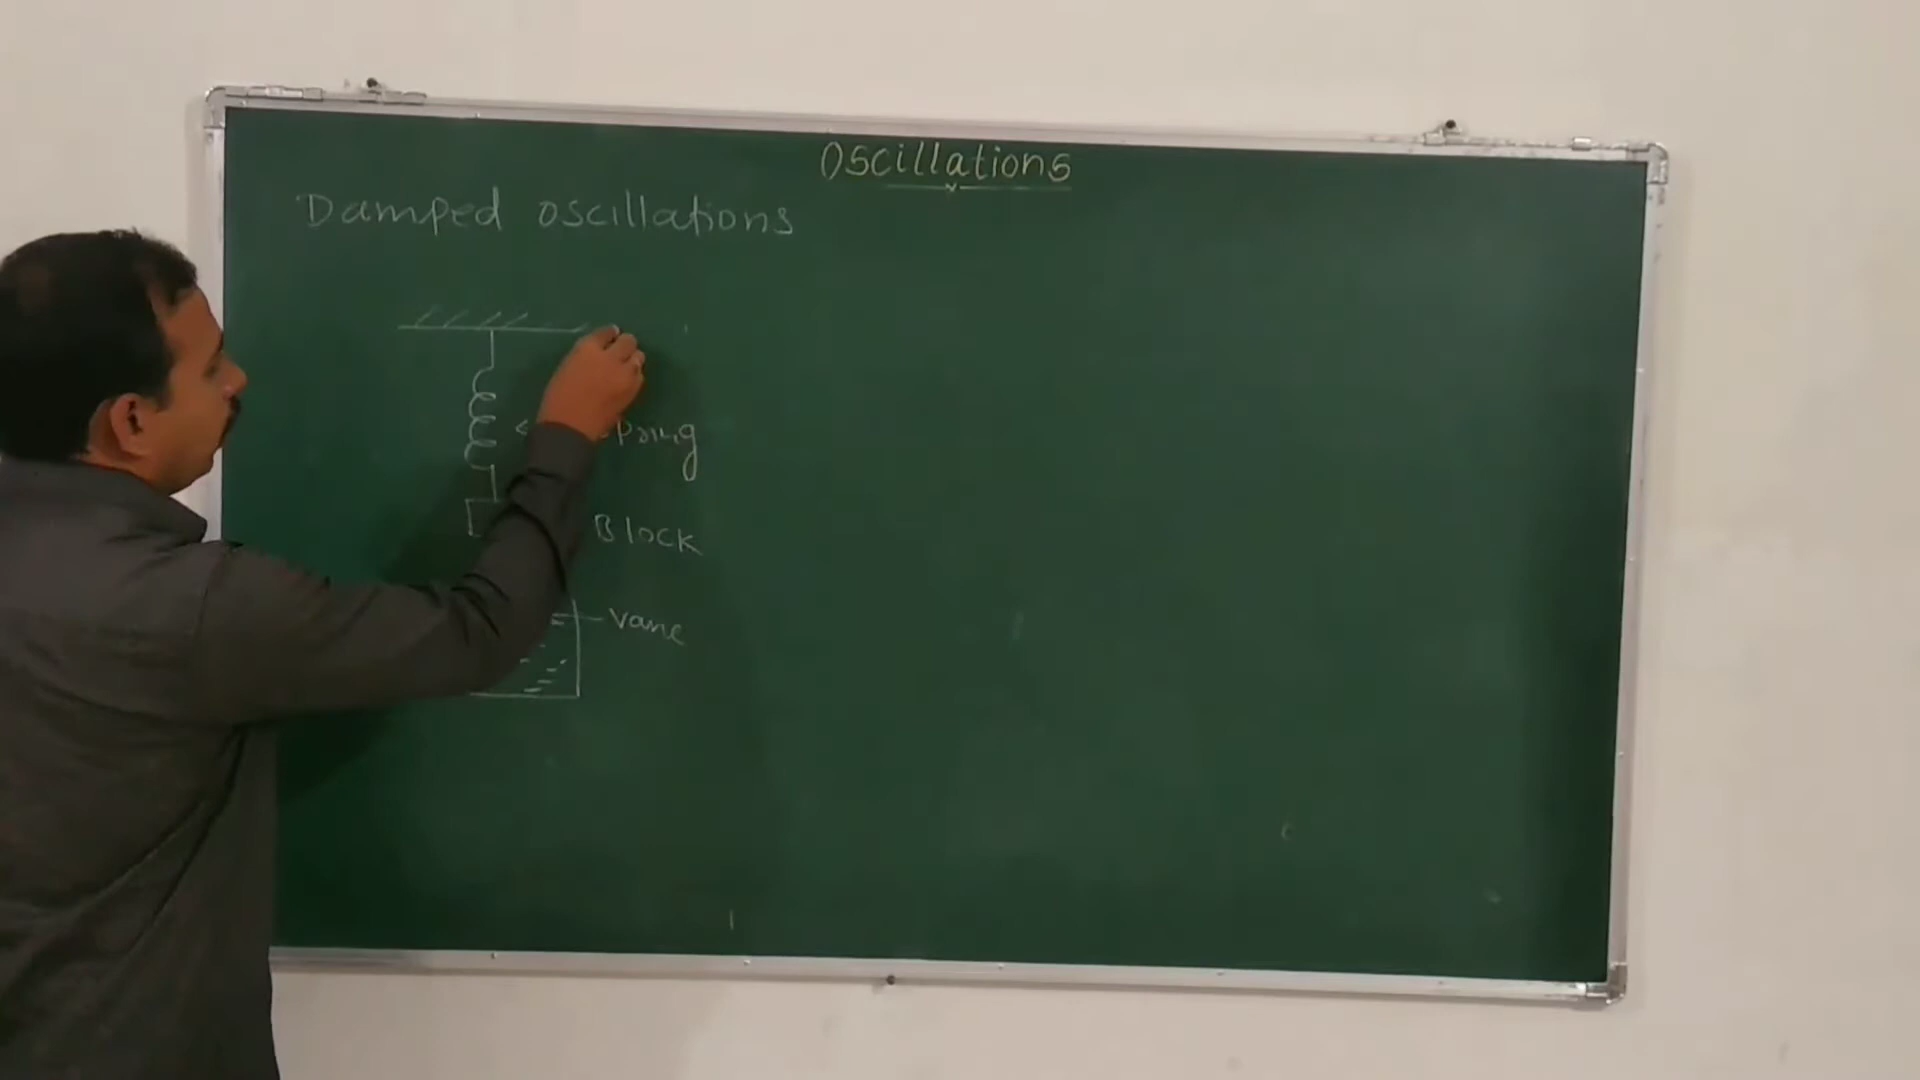 Oscillations
Damped oscillations
spring
Block
Vane